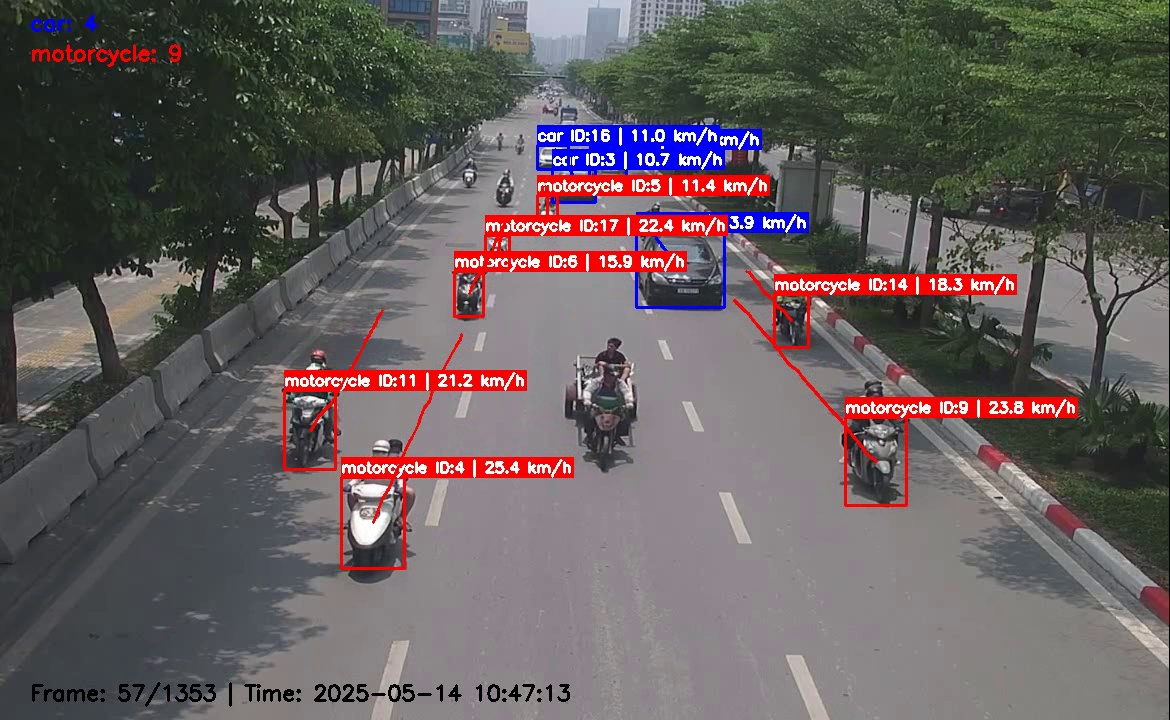 car: 4
motorcycle: 9
car ID:16 | 11.0 km/h
km/h
car ID:3 | 10.7 km/h
motorcycle ID:5 | 11.4 km/h
motorcycle ID:17 | 22.4 km/h
3.9 km/h
motorcycle ID:6 | 15.9 km/h
motorcycle ID:14 | 18.3 km/h
motorcycle ID:11 | 21.2 km/h
motorcycle ID:9 | 23.8 km/h
motorcycle ID:4 | 25.4 km/h
Frame: 57/1353 | Time: 2025-05-14 10:47:13